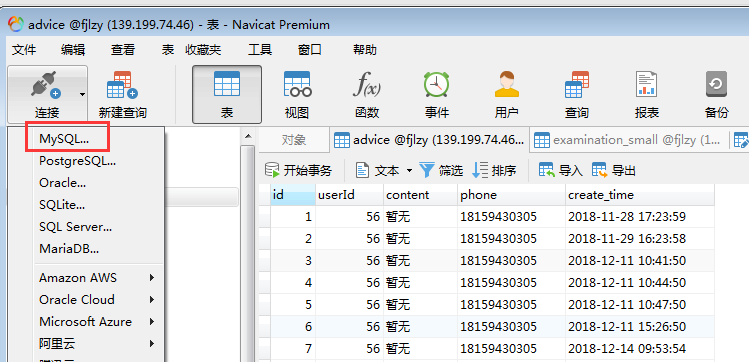 advice @fjlzy (139.199.74.46) - 表 - Navicat Premium
文件 编辑 查看 表 收藏夹 工具 窗口 帮助
连接 新建查询 表 视图 函数 事件 用户 查询 报表 备份
f(x)
MySQL...
PostgreSQL...
Oracle...
SQLite...
SQL Server...
MariaDB...
Amazon AWS
Oracle Cloud
Microsoft Azure
阿里云
对象 advice @fjlzy (139.199.74.46... examination_small @fjlzy (1...
开始事务 文本 筛选 排序 导入 导出
id userId content phone create_time
1 56 暂无 18159430305 2018-11-28 17:23:59
2 56 暂无 18159430305 2018-11-29 16:23:58
3 56 暂无 18159430305 2018-12-11 10:41:50
4 56 暂无 18159430305 2018-12-11 10:44:50
5 56 暂无 18159430305 2018-12-11 10:47:50
6 56 暂无 18159430305 2018-12-11 15:26:50
7 56 暂无 18159430305 2018-12-14 09:53:54